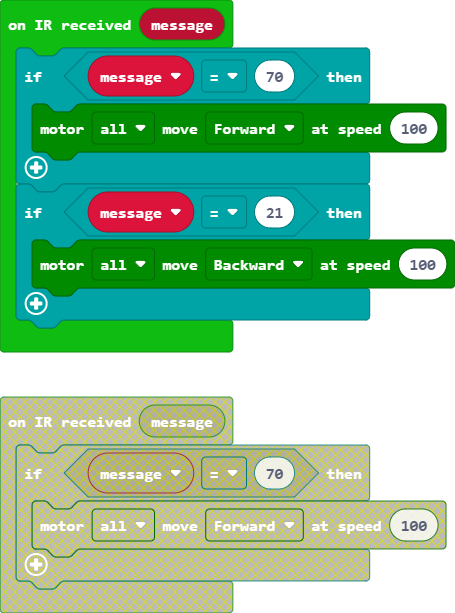 on IR received message
if message = 70 then
motor all move Forward at speed 100
if message = 21 then
motor all move Backward at speed 100
on IR received message
if message = 70 then
motor all move Forward at speed 100